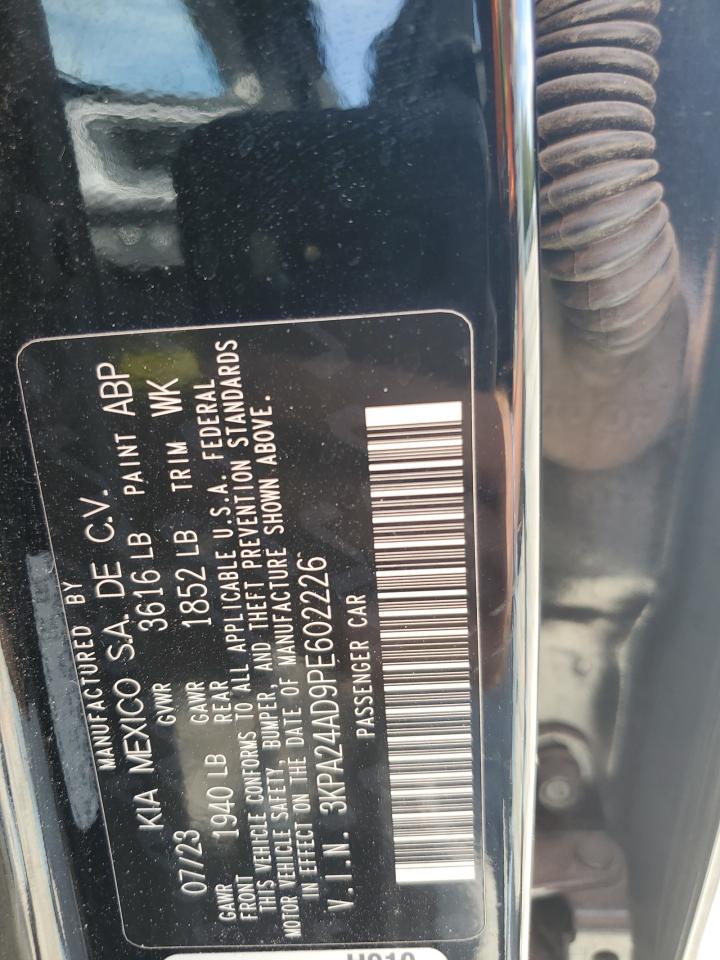 MANUFACTURED BY
KIA MEXICO S.A. DE C.V.
07/23 GVWR 3616 LB PAINT ABP
GAWR FRONT 1940 LB GAWR REAR 1852 LB TRIM WK
THIS VEHICLE CONFORMS TO ALL APPLICABLE U.S.A. FEDERAL
MOTOR VEHICLE SAFETY, BUMPER, AND THEFT PREVENTION STANDARDS
IN EFFECT ON THE DATE OF MANUFACTURE SHOWN ABOVE.
V.I.N. 3KPA24AD9PE602226
PASSENGER CAR